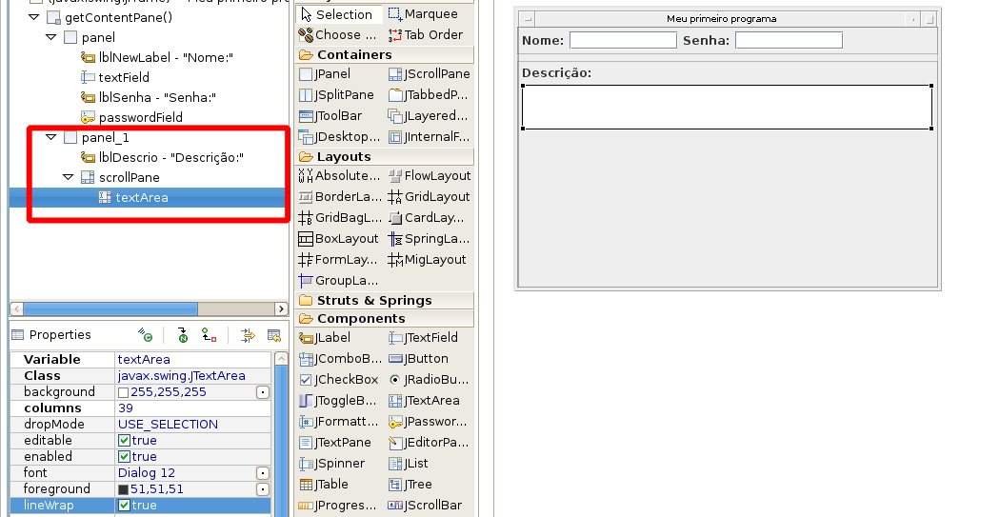 getContentPane()
panel
lblNewLabel - "Nome:"
textField
lblSenha - "Senha:"
passwordField
panel_1
lblDescrio - "Descrição:"
scrollPane
textArea
Properties
Variable textArea
Class javax.swing.JTextArea
background 255,255,255
columns 39
dropMode USE_SELECTION
editable true
enabled true
font Dialog 12
foreground 51,51,51
lineWrap true
Selection Marquee
Choose ... Tab Order
Containers
JPanel JScrollPane
JSplitPane JTabbedP...
JToolBar JLayered...
JDesktop... JInternalF...
Layouts
Absolute... FlowLayout
BorderLa... GridLayout
GridBagL... CardLay...
BoxLayout SpringLa...
FormLay... MigLayout
GroupLa...
Struts & Springs
Components
JLabel JTextField
JComboB... JButton
JCheckBox JRadioBu...
JToggleB... JTextArea
JFormatt... JPasswor...
JTextPane JEditorPa...
JSpinner JList
JTable JTree
JProgres... JScrollBar
Meu primeiro programa
Nome: Senha:
Descrição: